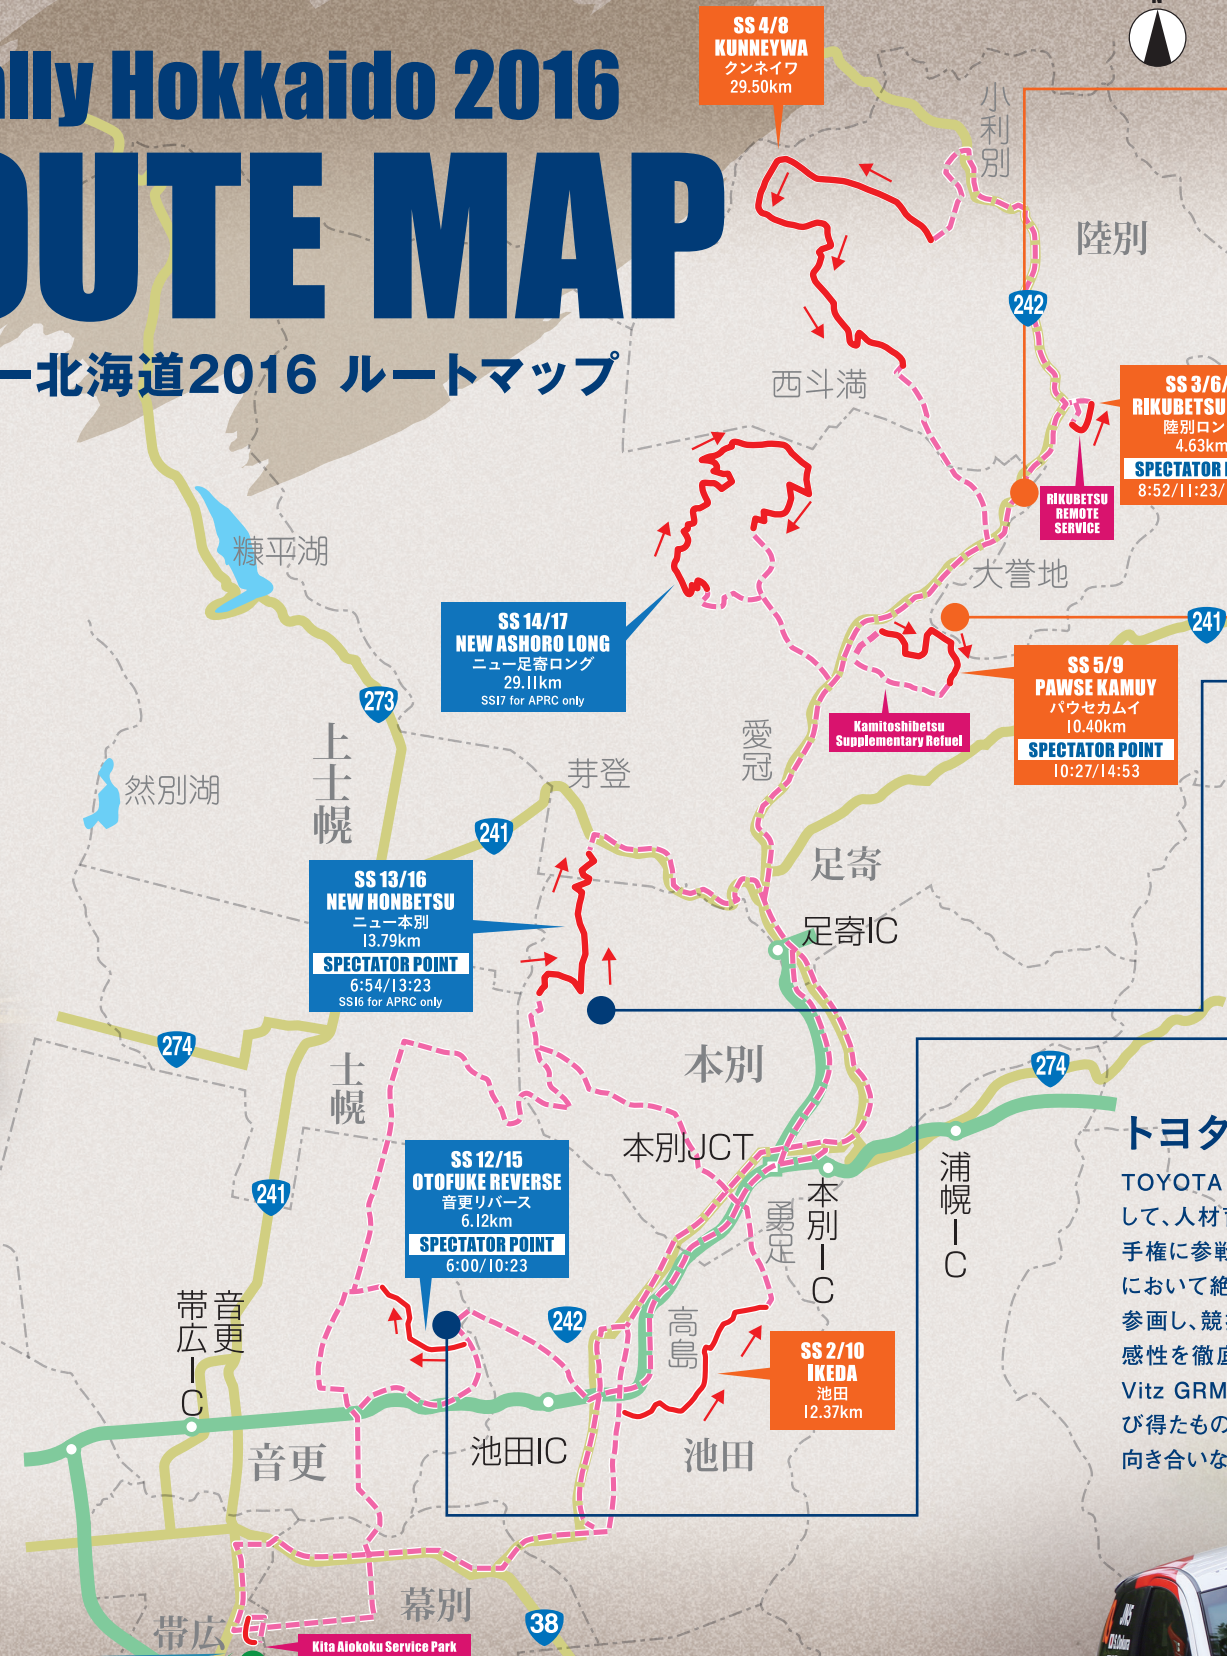 ally Hokkaido 2016
OUTE MAP
ー北海道2016 ルートマップ
N
SS 4/8
KUNNEYWA
クンネイワ
29.50km
小利別
陸別
242
西斗満
SS 3/6/
RIKUBETSU
陸別ロン
4.63km
SPECTATOR
8:52/11:23/
RIKUBETSU
REMOTE
SERVICE
糠平湖
大誉地
241
SS 14/17
NEW ASHORO LONG
ニュー足寄ロング
29.11km
SS17 for APRC only
SS 5/9
PAWSE KAMUY
パウセカムイ
10.40km
SPECTATOR POINT
10:27/14:53
Kamitoshibetsu
Supplementary Refuel
273
上士幌
愛冠
芽登
然別湖
241
足寄
SS 13/16
NEW HONBETSU
ニュー本別
13.79km
SPECTATOR POINT
6:54/13:23
SS16 for APRC only
足寄IC
274
士幌
本別
274
本別JCT
浦幌IC
本別IC
勇足
SS 12/15
OTOFUKE REVERSE
音更リバース
6.12km
SPECTATOR POINT
6:00/10:23
241
音更
帯広IC
242
高島
SS 2/10
IKEDA
池田
12.37km
池田IC
池田
音更
幕別
38
帯広
Kita Aiokoku Service Park
トヨタ
TOYOTA
して、人材育
手権に参戦
において絶
参画し、競
感性を徹底
Vitz GRM
び得たもの
向き合いな